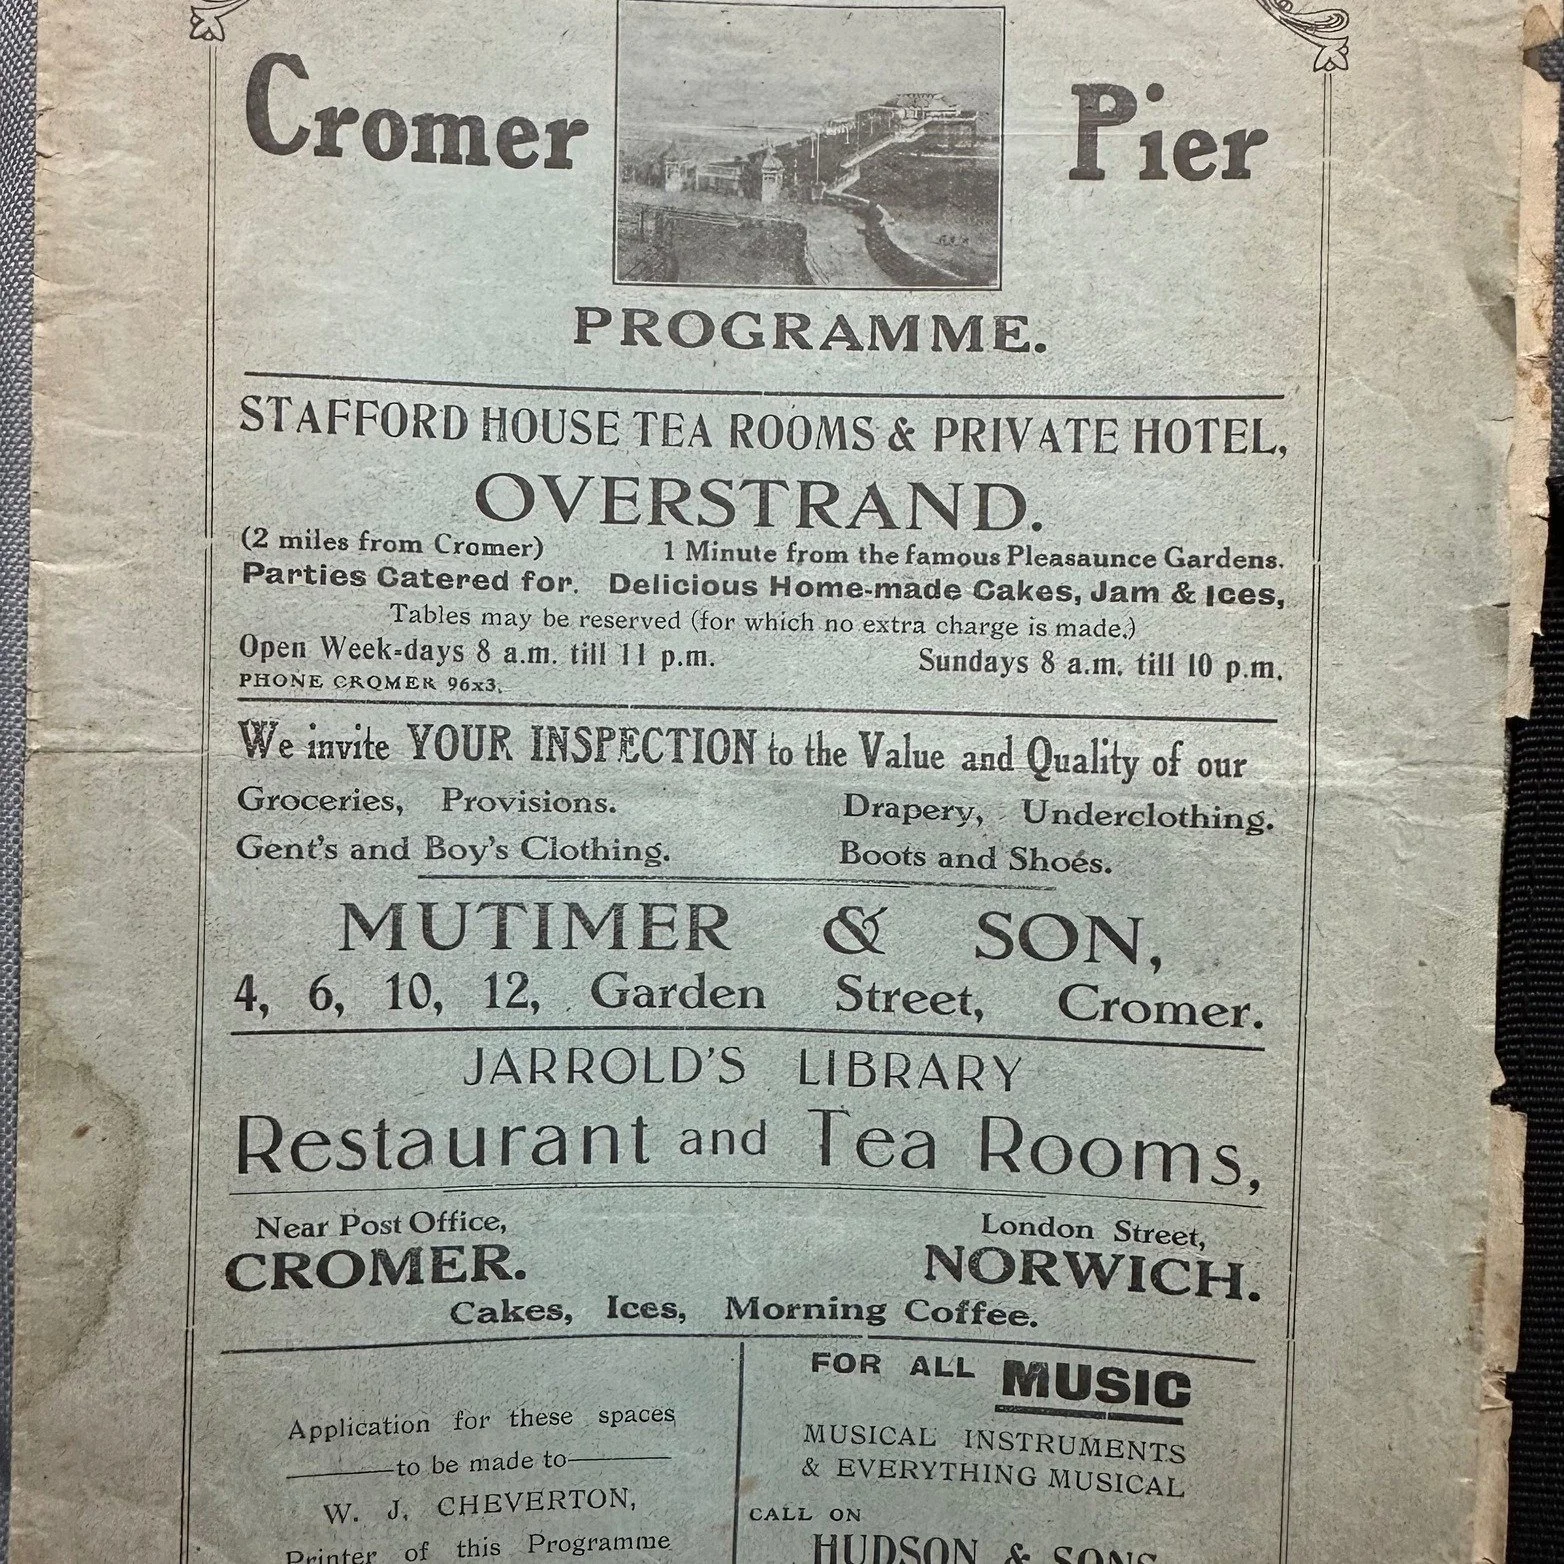 Cromer Pier
PROGRAMME.
STAFFORD HOUSE TEA ROOMS & PRIVATE HOTEL,
OVERSTRAND.
(2 miles from Cromer) 1 Minute from the famous Pleasaunce Gardens.
Parties Catered for. Delicious Home-made Cakes, Jam & Ices,
Tables may be reserved (for which no extra charge is made.)
Open Week-days 8 a.m. till 11 p.m. Sundays 8 a.m. till 10 p.m.
PHONE CROMER 96x3.
We invite YOUR INSPECTION to the Value and Quality of our
Groceries, Provisions. Drapery, Underclothing.
Gent's and Boy's Clothing. Boots and Shoes.
MUTIMER & SON,
4, 6, 10, 12, Garden Street, Cromer.
JARROLD'S LIBRARY
Restaurant and Tea Rooms,
Near Post Office, London Street,
CROMER. NORWICH.
Cakes, Ices, Morning Coffee.
Application for these spaces
to be made to
W. J. CHEVERTON,
Printer of this Programme
FOR ALL MUSIC
MUSICAL INSTRUMENTS
& EVERYTHING MUSICAL
CALL ON
HUDSON & SONS